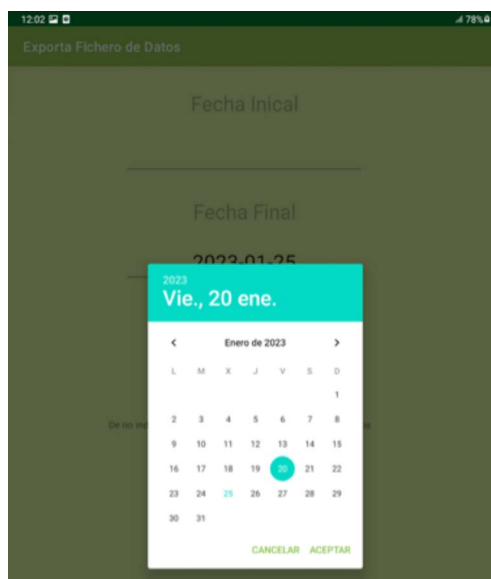 12:02 78%
Exporta Fichero de Datos
Fecha Inical
Fecha Final
2023-01-25
2023
Vie., 20 ene.
< Enero de 2023 >
L M X J V S D
1
2 3 4 5 6 7 8
De no
9 10 11 12 13 14 15
16 17 18 19 20 21 22
23 24 25 26 27 28 29
30 31
CANCELAR ACEPTAR